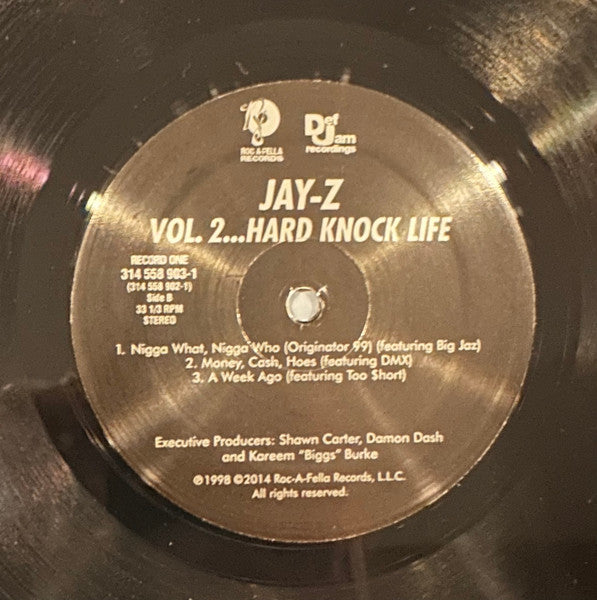 ROC-A-FELLA
RECORDS
Def
Jam
recordings
JAY-Z
VOL. 2...HARD KNOCK LIFE
RECORD ONE
314 558 903-1
(314 558 902-1)
Side B
33 1/3 RPM
STEREO
1. Nigga What, Nigga Who (Originator 99) (featuring Big Jaz)
2. Money, Cash, Hoes (featuring DMX)
3. A Week Ago (featuring Too $hort)
Executive Producers: Shawn Carter, Damon Dash
and Kareem "Biggs" Burke
℗1998 ©2014 Roc-A-Fella Records, L.L.C.
All rights reserved.